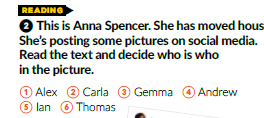 READING
2 This is Anna Spencer. She has moved hous
She's posting some pictures on social media.
Read the text and decide who is who
in the picture.
1 Alex 2 Carla 3 Gemma 4 Andrew
5 Ian 6 Thomas